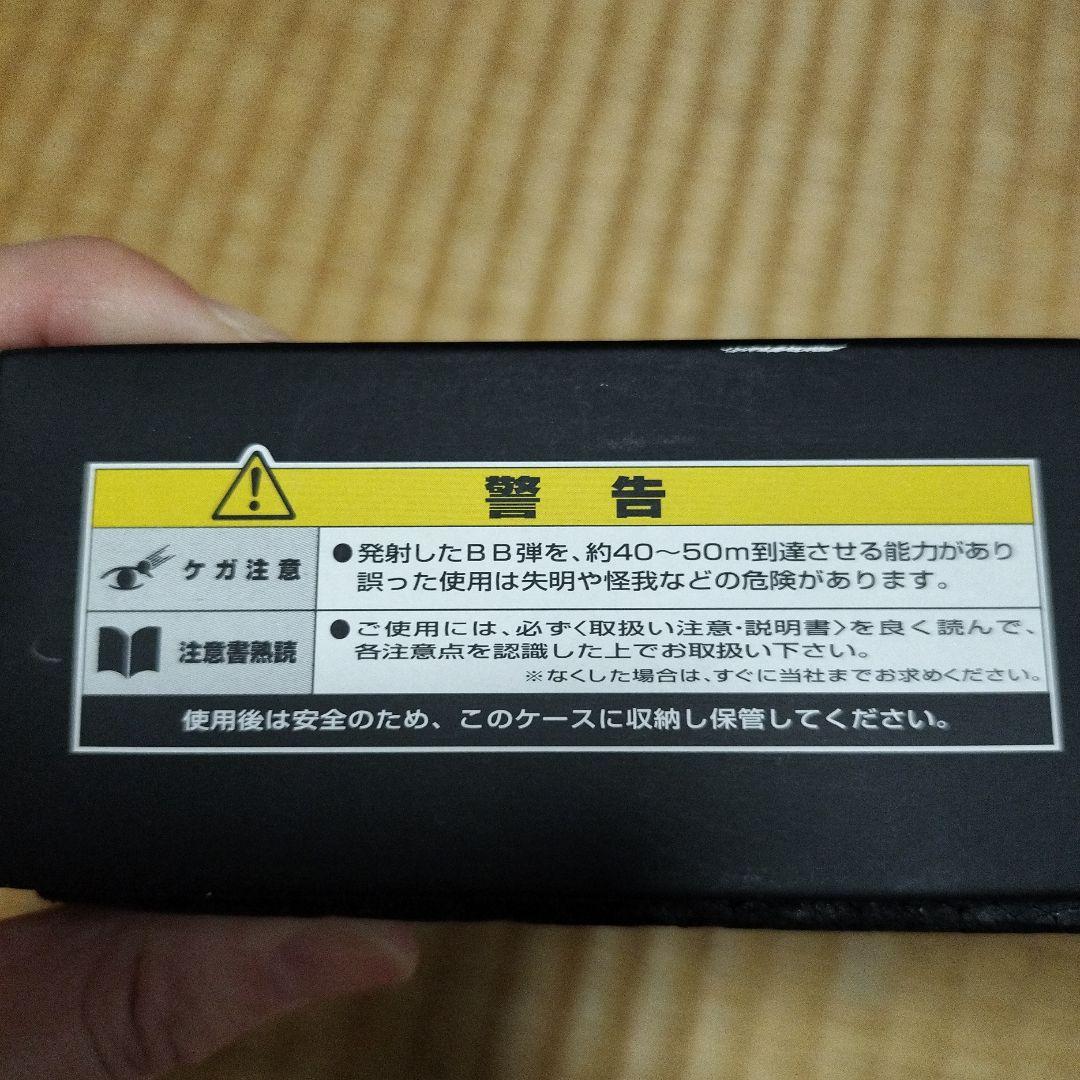 警告
ケガ注意
●発射したBB弾を、約40〜50m到達させる能力があり
誤った使用は失明や怪我などの危険があります。
注意書熟読
●ご使用には、必ず〈取扱い注意・説明書〉を良く読んで、
各注意点を認識した上でお取扱い下さい。
※なくした場合は、すぐに当社までお求めください。
使用後は安全のため、このケースに収納し保管してください。